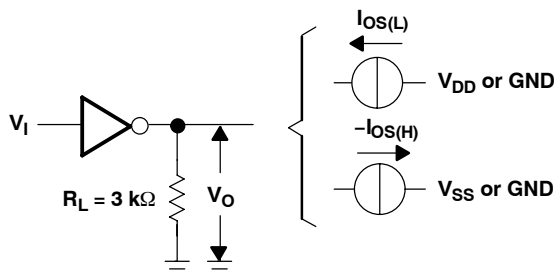 I_OS(L)
V_DD or GND
V_I
–I_OS(H)
R_L = 3 kΩ
V_O
V_SS or GND